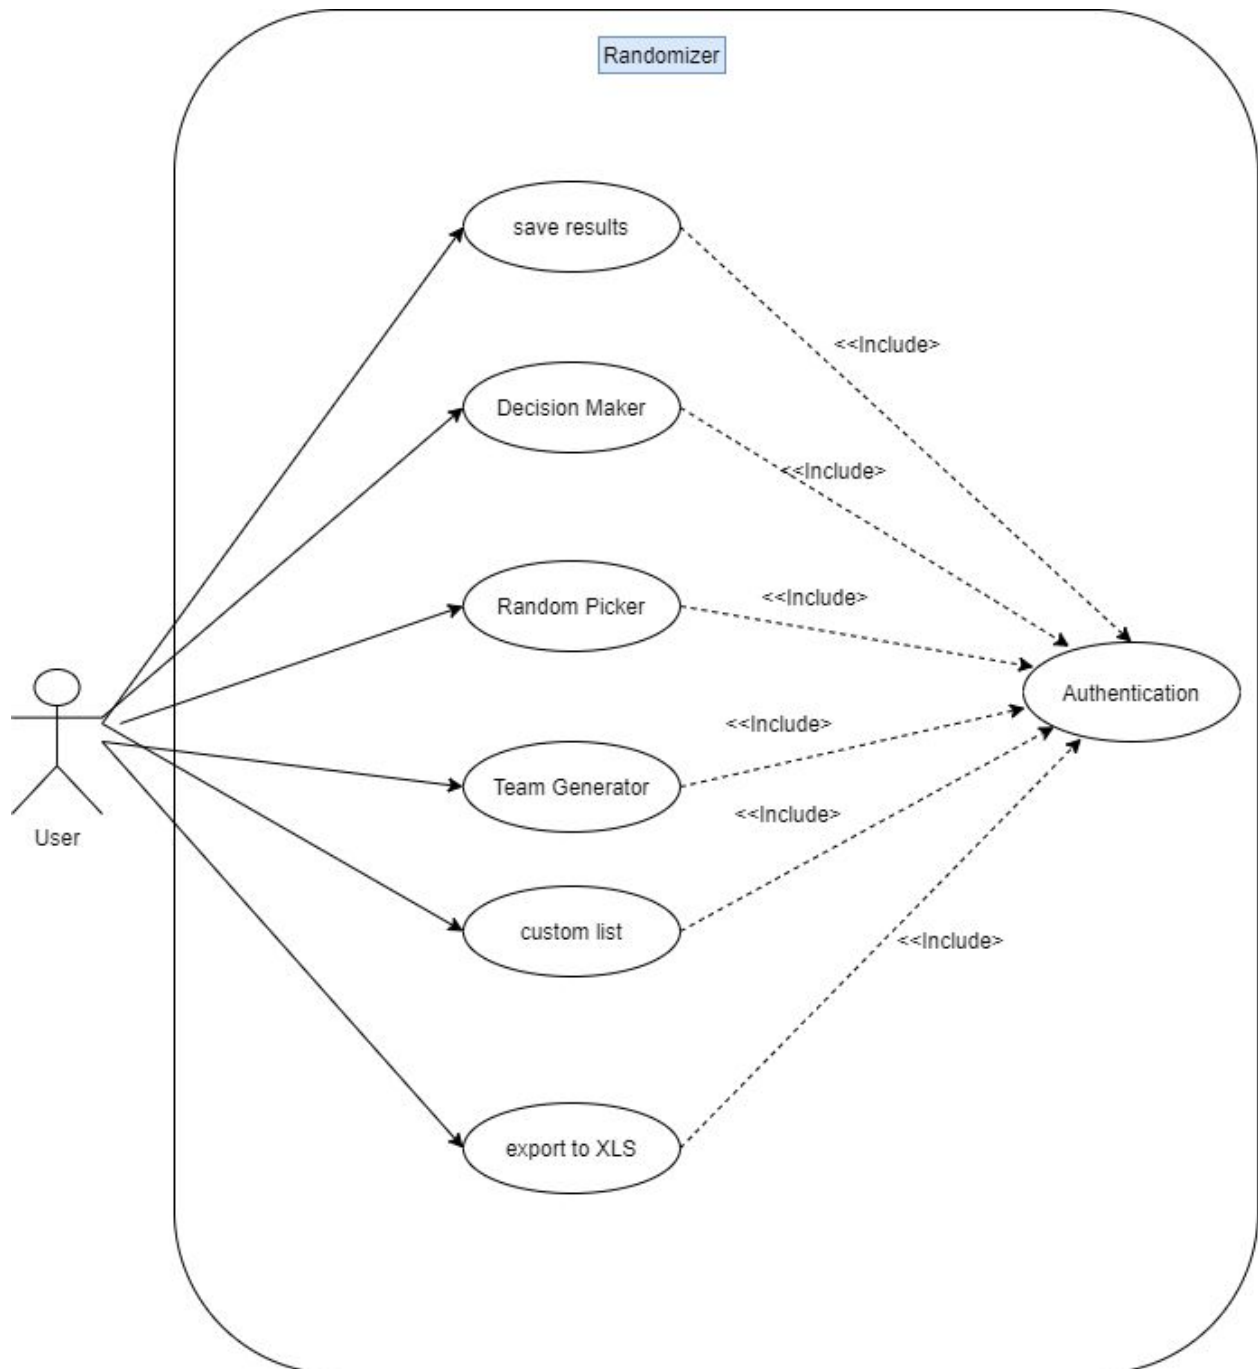 Randomizer
save results
<<Include>
Decision Maker
<<Include>
Random Picker
<<Include>
Authentication
<<Include>
Team Generator
<<Include>
User
custom list
<<Include>
export to XLS